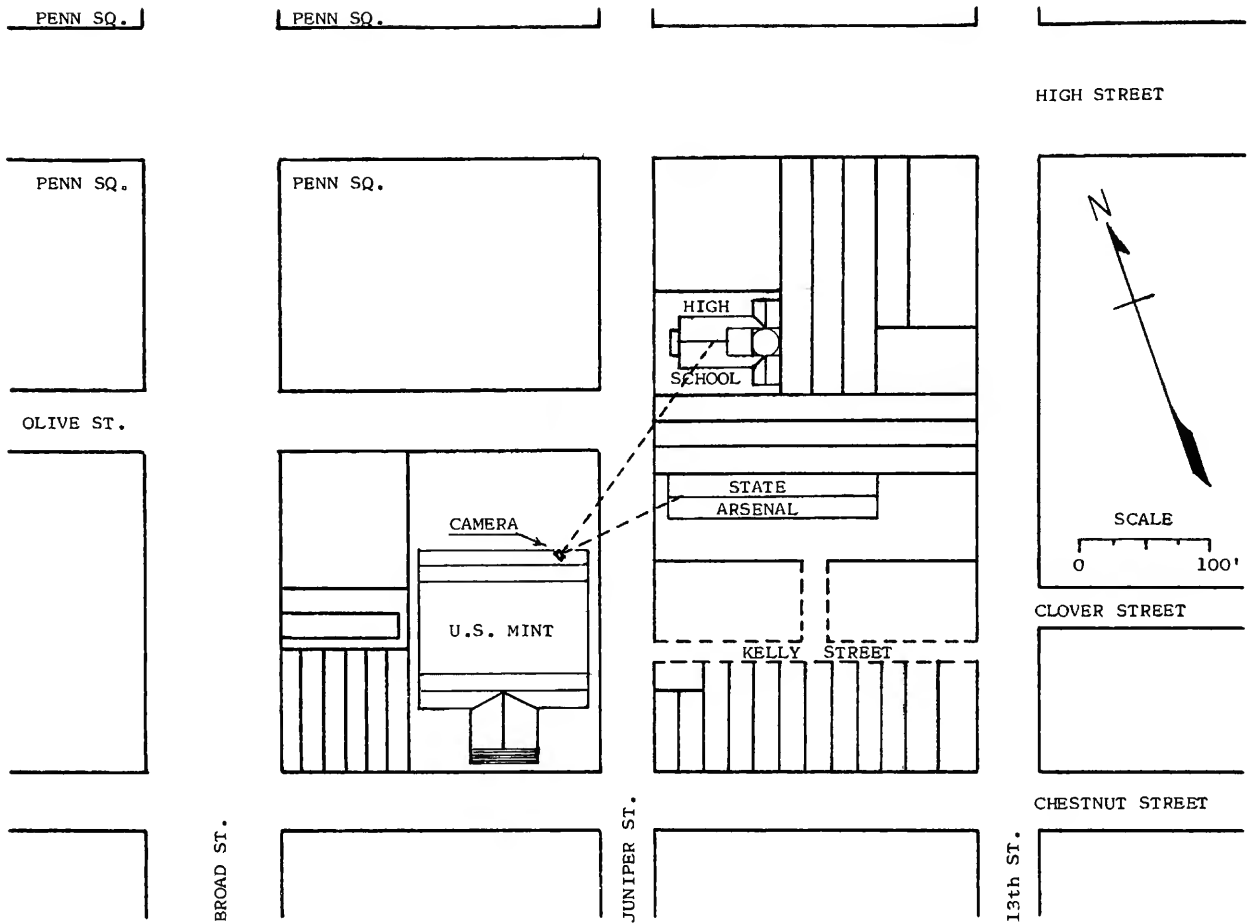 PENN SQ.
PENN SQ.
HIGH STREET
PENN SQ.
PENN SQ.
N
HIGH
SCHOOL
OLIVE ST.
STATE
ARSENAL
CAMERA
SCALE
0 100'
CLOVER STREET
U.S. MINT
KELLY STREET
CHESTNUT STREET
BROAD ST.
JUNIPER ST.
13th ST.